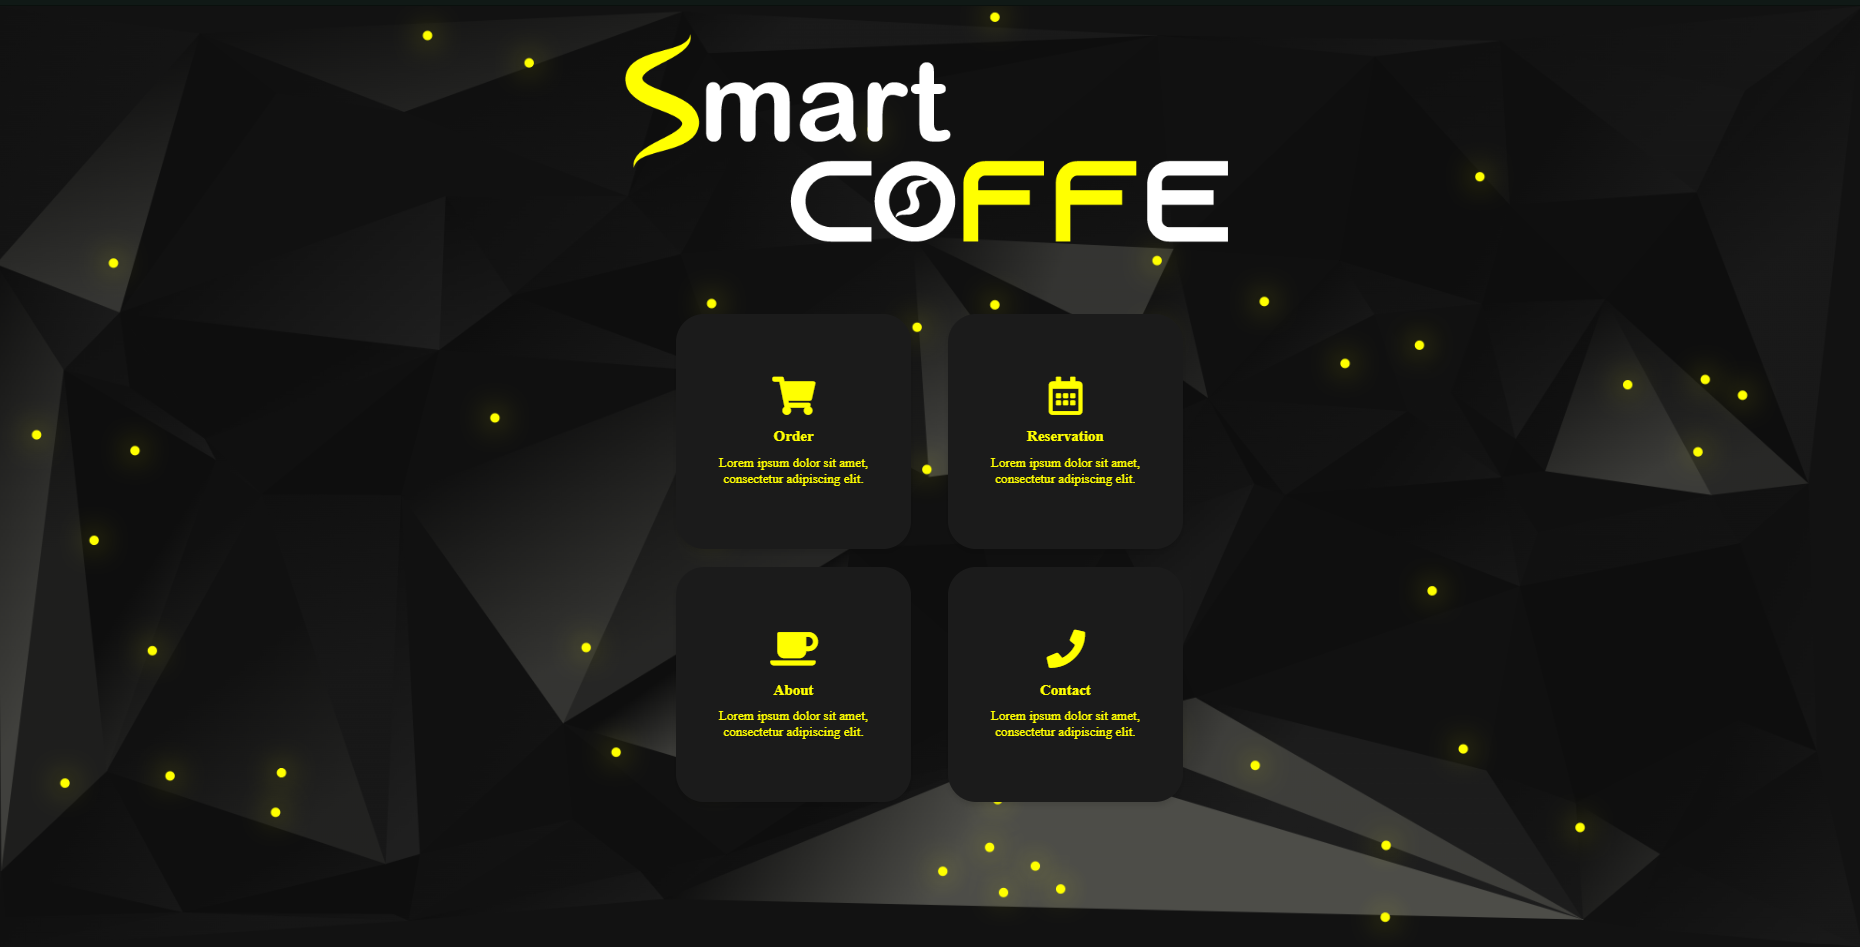 Smart
COFFE
Order
Lorem ipsum dolor sit amet,
consectetur adipiscing elit.
Reservation
Lorem ipsum dolor sit amet,
consectetur adipiscing elit.
About
Lorem ipsum dolor sit amet,
consectetur adipiscing elit.
Contact
Lorem ipsum dolor sit amet,
consectetur adipiscing elit.